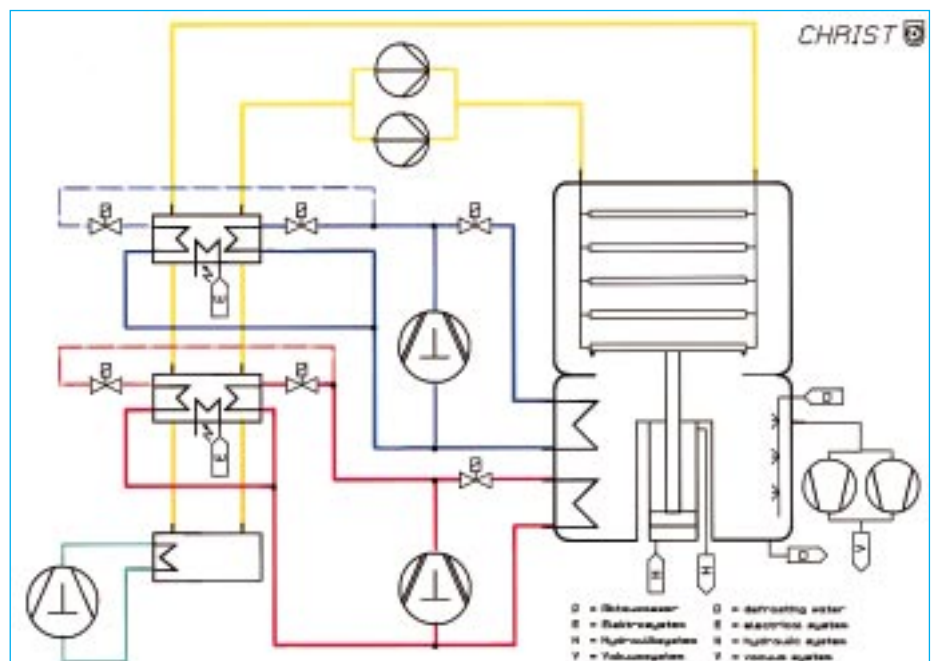 CHRIST
E
E
D
D
V
H
H
D = Abtauwasser D = defrosting water
E = Elektrosystem E = electrical system
H = Hydrauliksystem H = hydraulic system
V = Vakuumsystem V = vacuum system